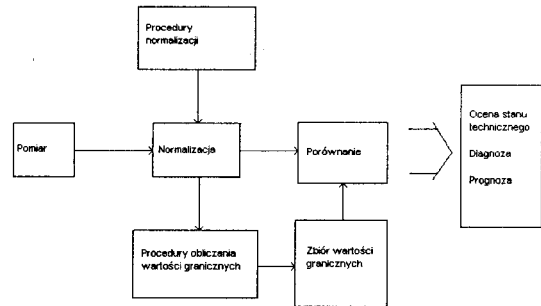 Procedury
normalizacji
Pomiar
Normalizacja
Porównanie
Ocena stanu
technicznego
Diagnoza
Prognoza
Procedury obliczania
wartości granicznych
Zbiór wartości
granicznych